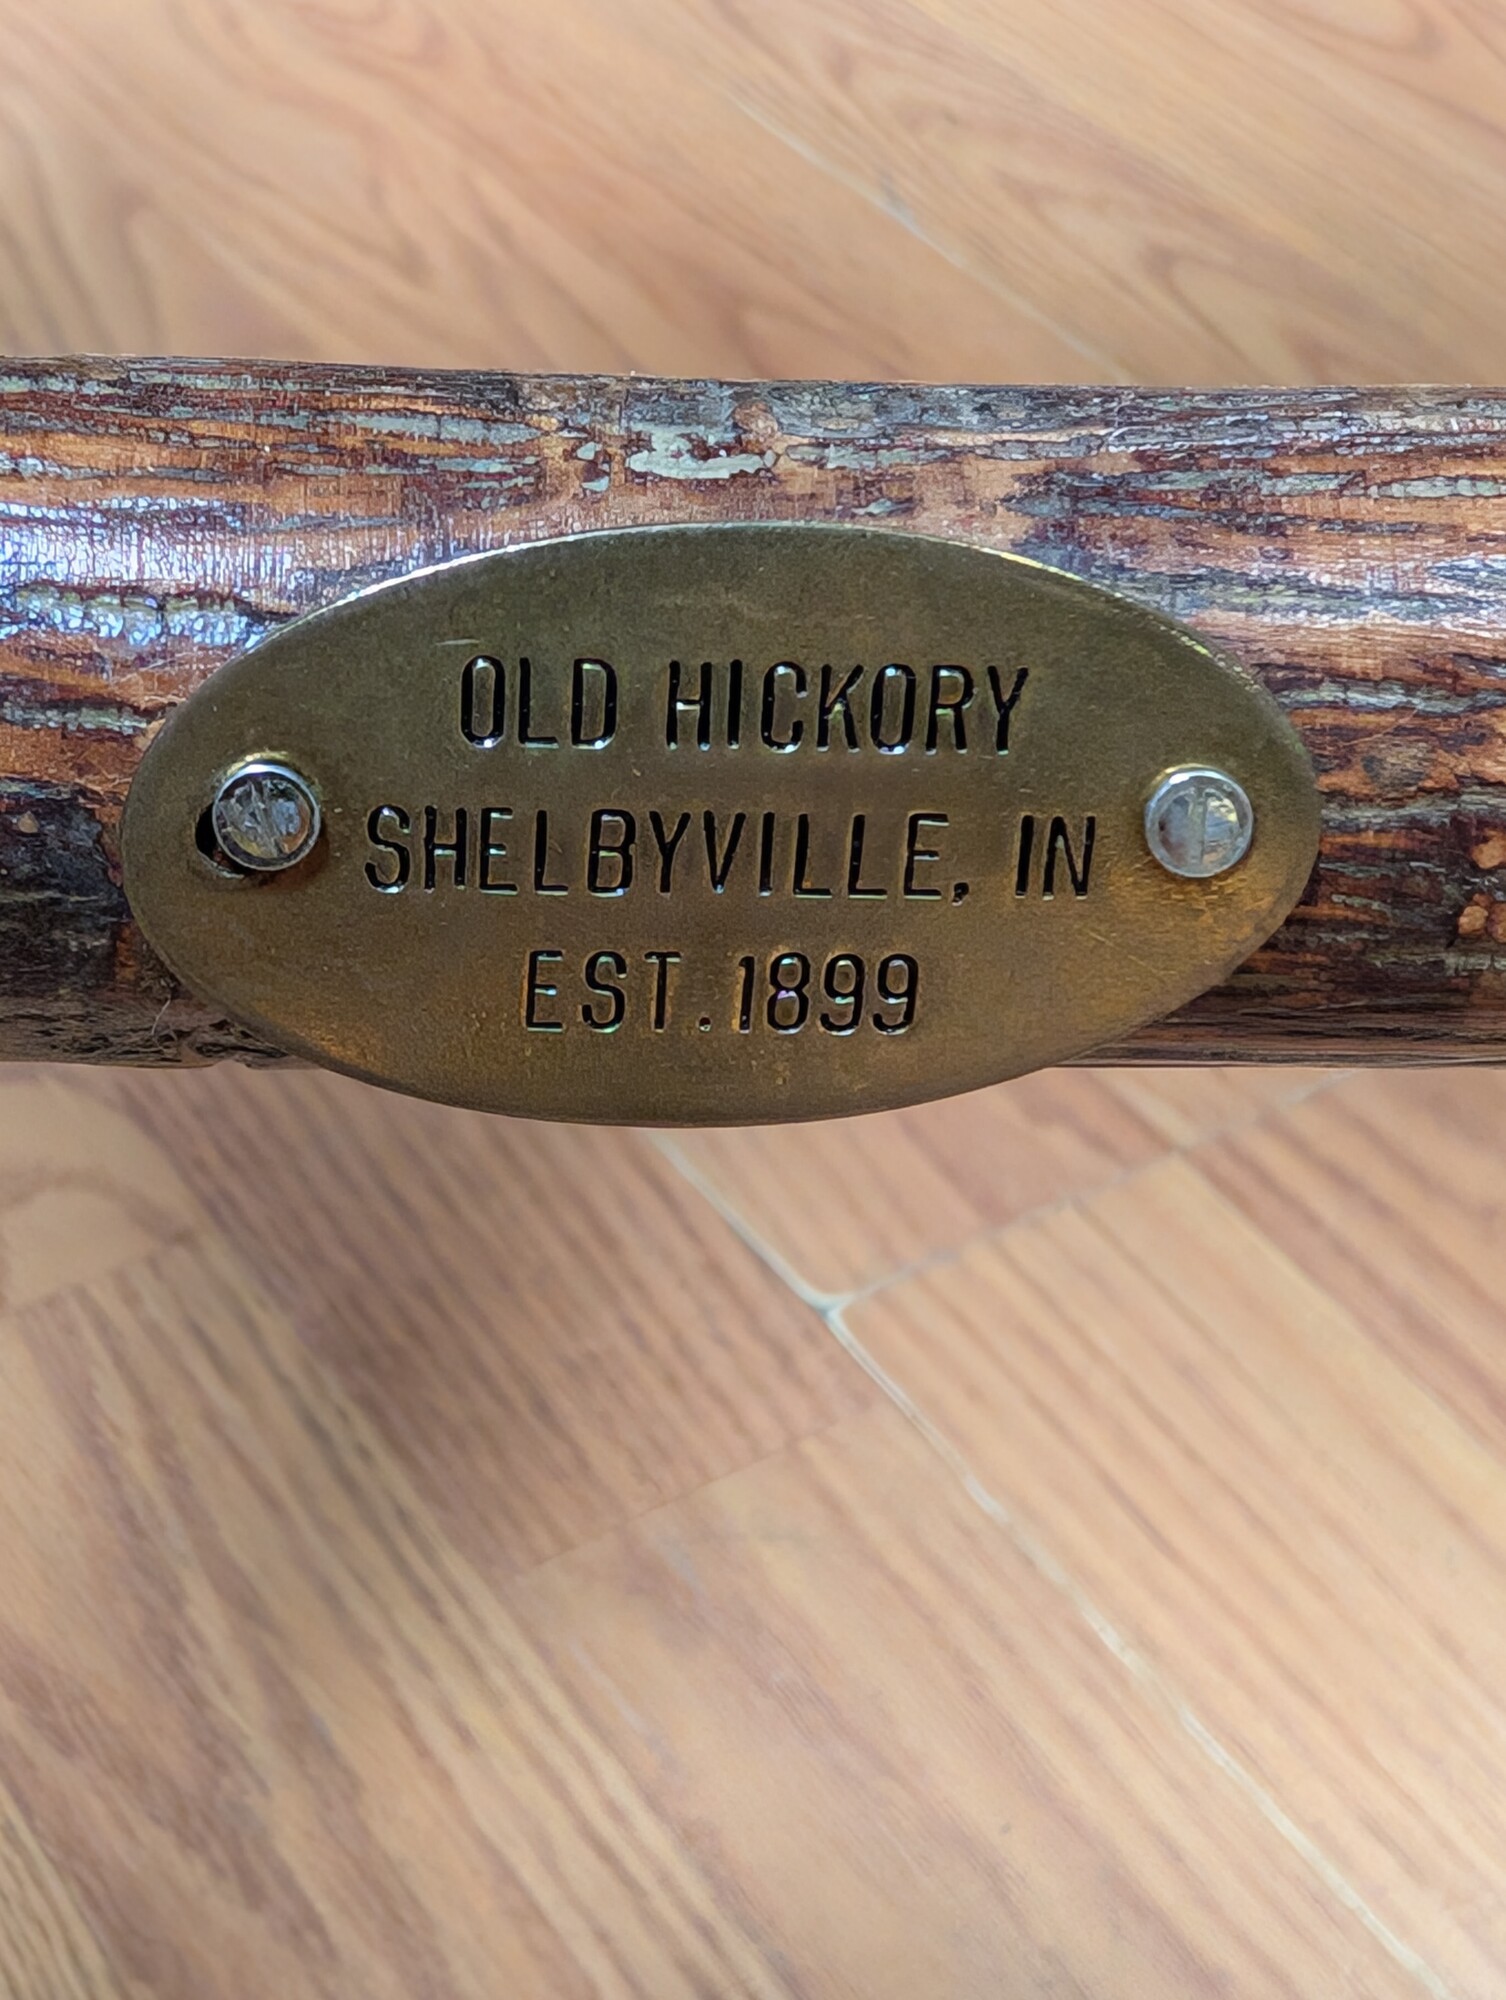 OLD HICKORY
SHELBYVILLE, IN
EST. 1899